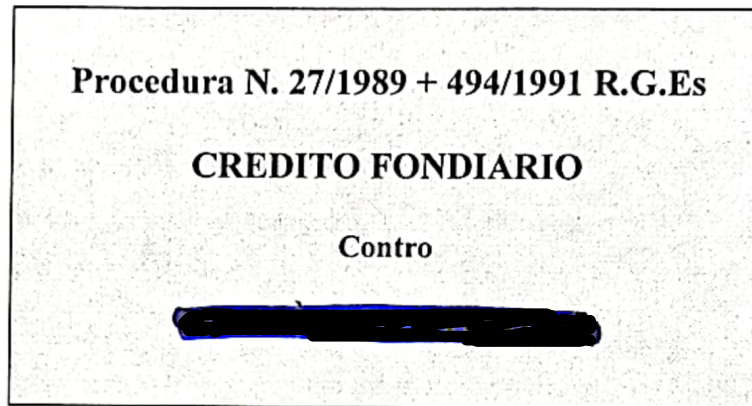 Procedura N. 27/1989 + 494/1991 R.G.Es
CREDITO FONDIARIO
Contro